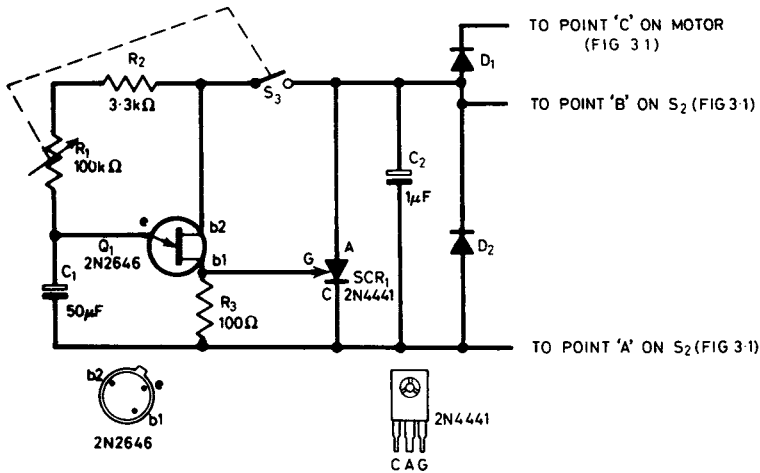 TO POINT 'C' ON MOTOR
(FIG 3 1)
R2
3·3kΩ
S3
D1
TO POINT 'B' ON S2 (FIG 3·1)
R1
100kΩ
C2
1µF
e
b2
Q1
2N2646
b1
G
A
D2
C1
50µF
R3
100Ω
C
SCR1
2N4441
TO POINT 'A' ON S2 (FIG 3·1)
b2
e
b1
2N2646
2N4441
C A G